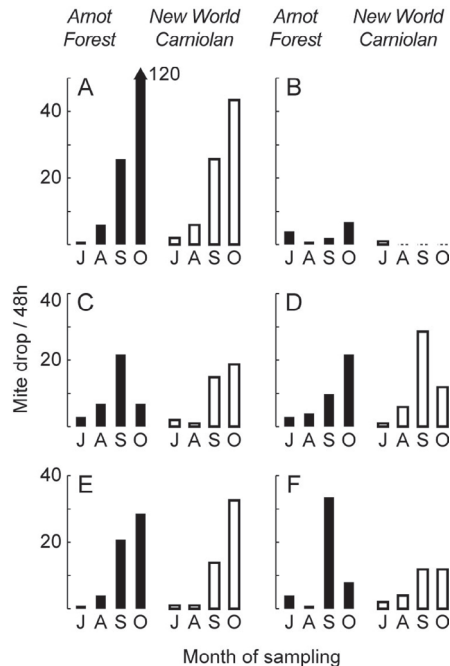 Arnot New World Arnot New World
Forest Carniolan Forest Carniolan
A 120 B
40
20
J A S O J A S O J A S O J A S O
C D
40
20
J A S O J A S O J A S O J A S O
E F
40
20
J A S O J A S O J A S O J A S O
Mite drop / 48h
Month of sampling